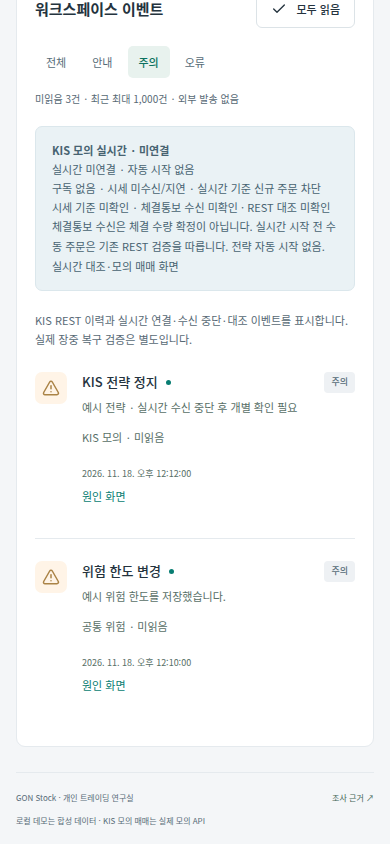 워크스페이스 이벤트
모두 읽음
전체 안내 주의 오류
미읽음 3건 · 최근 최대 1,000건 · 외부 발송 없음
KIS 모의 실시간 · 미연결
실시간 미연결 · 자동 시작 없음
구독 없음 · 시세 미수신/지연 · 실시간 기준 신규 주문 차단
시세 기준 미확인 · 체결통보 수신 미확인 · REST 대조 미확인
체결통보 수신은 체결 수량 확정이 아닙니다. 실시간 시작 전 수
동 주문은 기존 REST 검증을 따릅니다. 전략 자동 시작 없음.
실시간 대조·모의 매매 화면
KIS REST 이력과 실시간 연결·수신 중단·대조 이벤트를 표시합니다.
실제 장중 복구 검증은 별도입니다.
KIS 전략 정지
주의
예시 전략 · 실시간 수신 중단 후 개별 확인 필요
KIS 모의 · 미읽음
2026. 11. 18. 오후 12:12:00
원인 화면
위험 한도 변경
주의
예시 위험 한도를 저장했습니다.
공통 위험 · 미읽음
2026. 11. 18. 오후 12:10:00
원인 화면
GON Stock · 개인 트레이딩 연구실
조사 근거 ↗
로컬 데모는 합성 데이터 · KIS 모의 매매는 실제 모의 API